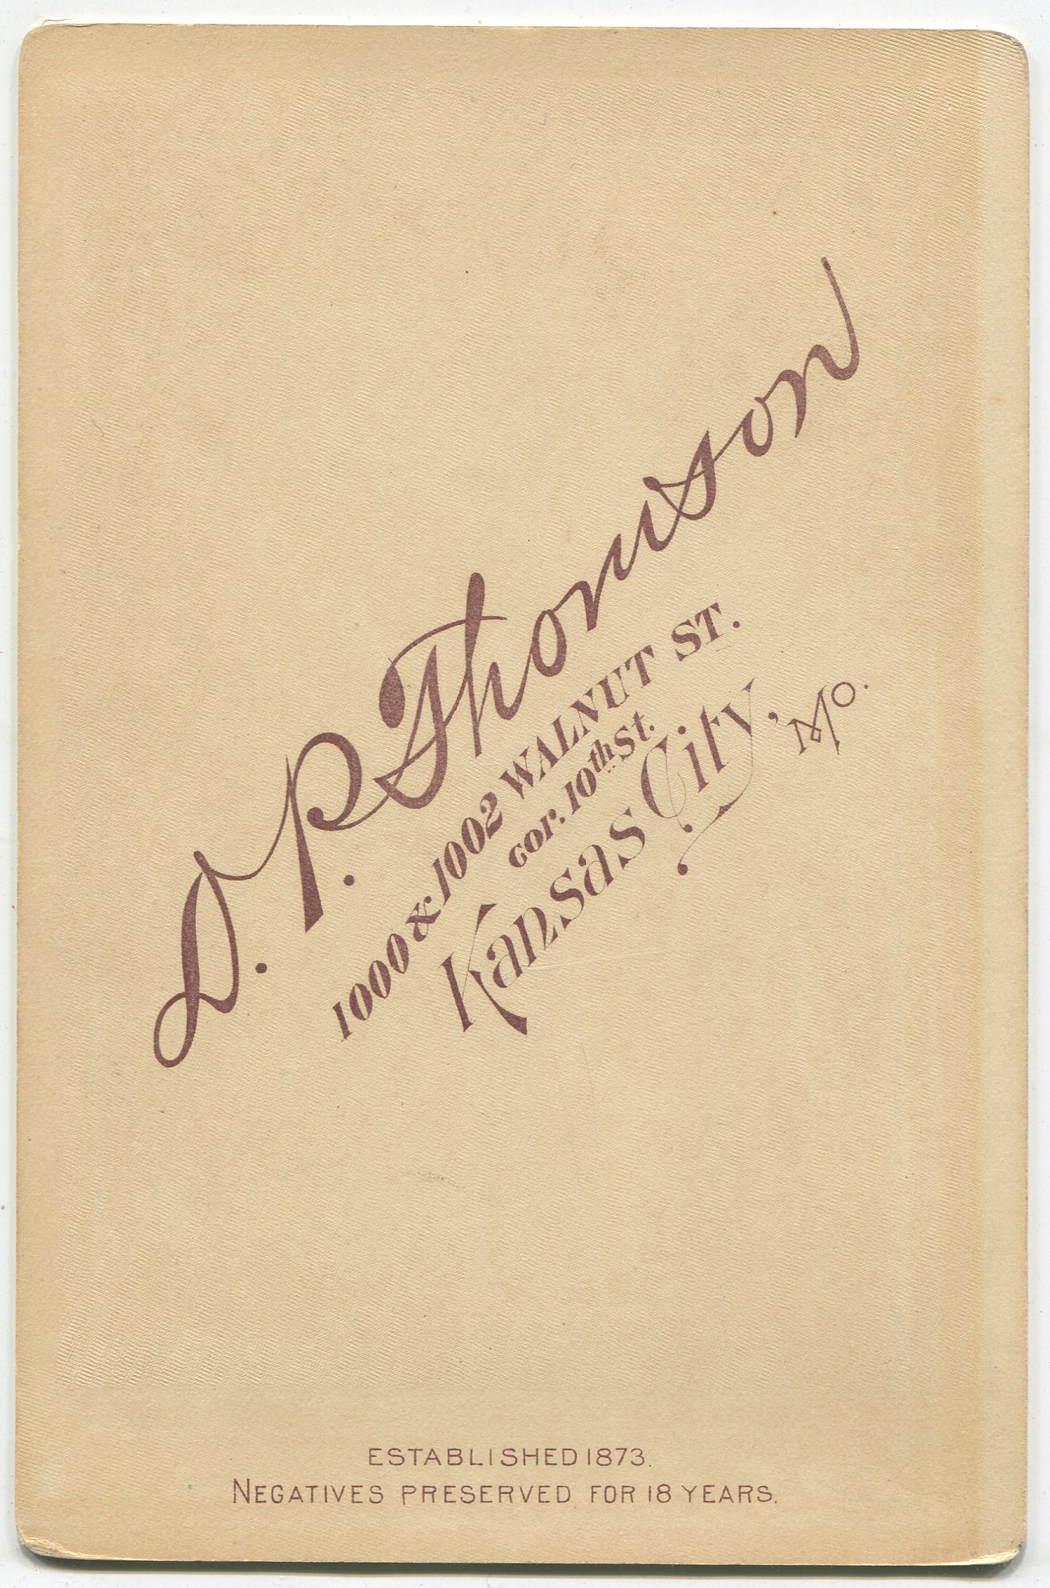 D. P. Thomson
1000 & 1002 WALNUT ST.
cor. 10th St.
Kansas City, Mo.
ESTABLISHED 1873.
NEGATIVES PRESERVED FOR 18 YEARS.